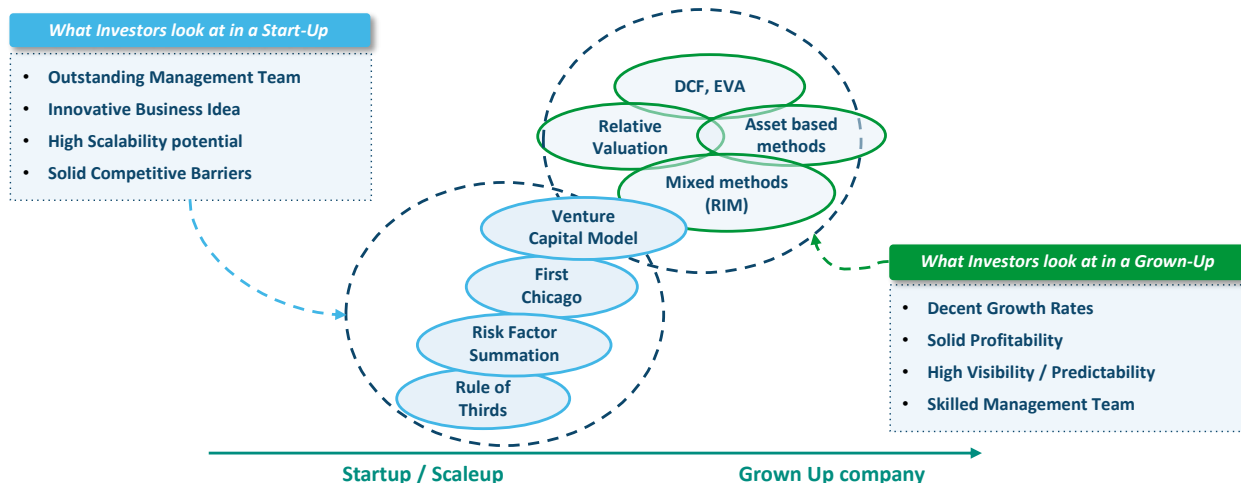 What Investors look at in a Start-Up
• Outstanding Management Team
• Innovative Business Idea
• High Scalability potential
• Solid Competitive Barriers
DCF, EVA
Relative
Valuation
Asset based
methods
Mixed methods
(RIM)
Venture
Capital Model
First
Chicago
Risk Factor
Summation
Rule of
Thirds
What Investors look at in a Grown-Up
• Decent Growth Rates
• Solid Profitability
• High Visibility / Predictability
• Skilled Management Team
Startup / Scaleup
Grown Up company